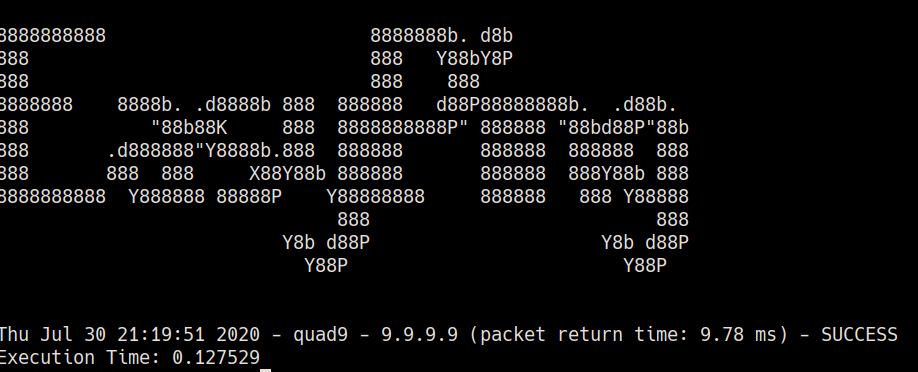 8888888888                        8888888b. d8b
888                               888   Y88bY8P
888                               888    888
8888888    8888b. .d8888b 888  888888   d88P88888888b.  .d88b.
888           "88b88K     888  8888888888P" 888888 "88bd88P"88b
888       .d888888"Y8888b.888  888888       888888  888888  888
888       888  888     X88Y88b 888888       888888  888Y88b 888
8888888888  Y888888 88888P    Y88888888     888888   888 Y88888
                               888                          888
                          Y8b d88P                     Y8b d88P
                            Y88P                         Y88P
Thu Jul 30 21:19:51 2020 - quad9 - 9.9.9.9 (packet return time: 9.78 ms) - SUCCESS
Execution Time: 0.127529